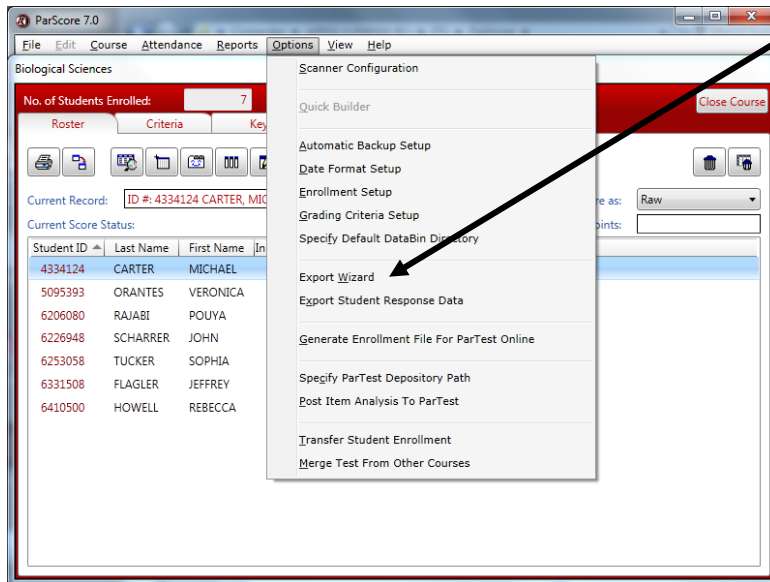 ParScore 7.0
File Edit Course Attendance Reports Options View Help
Biological Sciences
No. of Students Enrolled: 7
Close Course
Roster Criteria Key
Current Record: ID #: 4334124 CARTER, MIC
re as: Raw
Current Score Status:
oints:
Student ID Last Name First Name In
4334124 CARTER MICHAEL
5095393 ORANTES VERONICA
6206080 RAJABI POUYA
6226948 SCHARRER JOHN
6253058 TUCKER SOPHIA
6331508 FLAGLER JEFFREY
6410500 HOWELL REBECCA
Scanner Configuration
Quick Builder
Automatic Backup Setup
Date Format Setup
Enrollment Setup
Grading Criteria Setup
Specify Default DataBin Directory
Export Wizard
Export Student Response Data
Generate Enrollment File For ParTest Online
Specify ParTest Depository Path
Post Item Analysis To ParTest
Transfer Student Enrollment
Merge Test From Other Courses